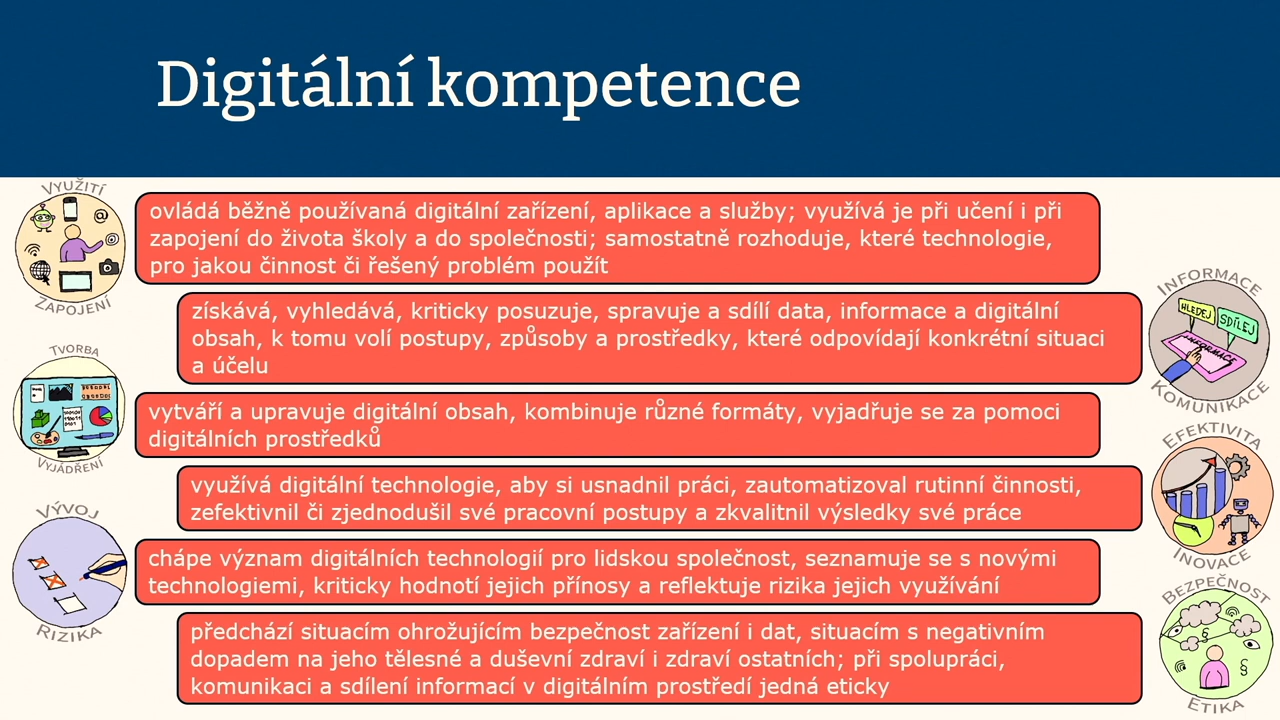 Digitální kompetence
VYUŽITÍ
ZAPOJENÍ
ovládá běžně používaná digitální zařízení, aplikace a služby; využívá je při učení i při
zapojení do života školy a do společnosti; samostatně rozhoduje, které technologie,
pro jakou činnost či řešený problém použít
získává, vyhledává, kriticky posuzuje, spravuje a sdílí data, informace a digitální
obsah, k tomu volí postupy, způsoby a prostředky, které odpovídají konkrétní situaci
a účelu
INFORMACE
HLEDEJ
SDÍLEJ
INFORMACE
KOMUNIKACE
TVORBA
VYJÁDŘENÍ
vytváří a upravuje digitální obsah, kombinuje různé formáty, vyjadřuje se za pomoci
digitálních prostředků
využívá digitální technologie, aby si usnadnil práci, zautomatizoval rutinní činnosti,
zefektivnil či zjednodušil své pracovní postupy a zkvalitnil výsledky své práce
EFEKTIVITA
INOVACE
VÝVOJ
RIZIKA
chápe význam digitálních technologií pro lidskou společnost, seznamuje se s novými
technologiemi, kriticky hodnotí jejich přínosy a reflektuje rizika jejich využívání
předchází situacím ohrožujícím bezpečnost zařízení i dat, situacím s negativním
dopadem na jeho tělesné a duševní zdraví i zdraví ostatních; při spolupráci,
komunikaci a sdílení informací v digitálním prostředí jedná eticky
BEZPEČNOST
ETIKA